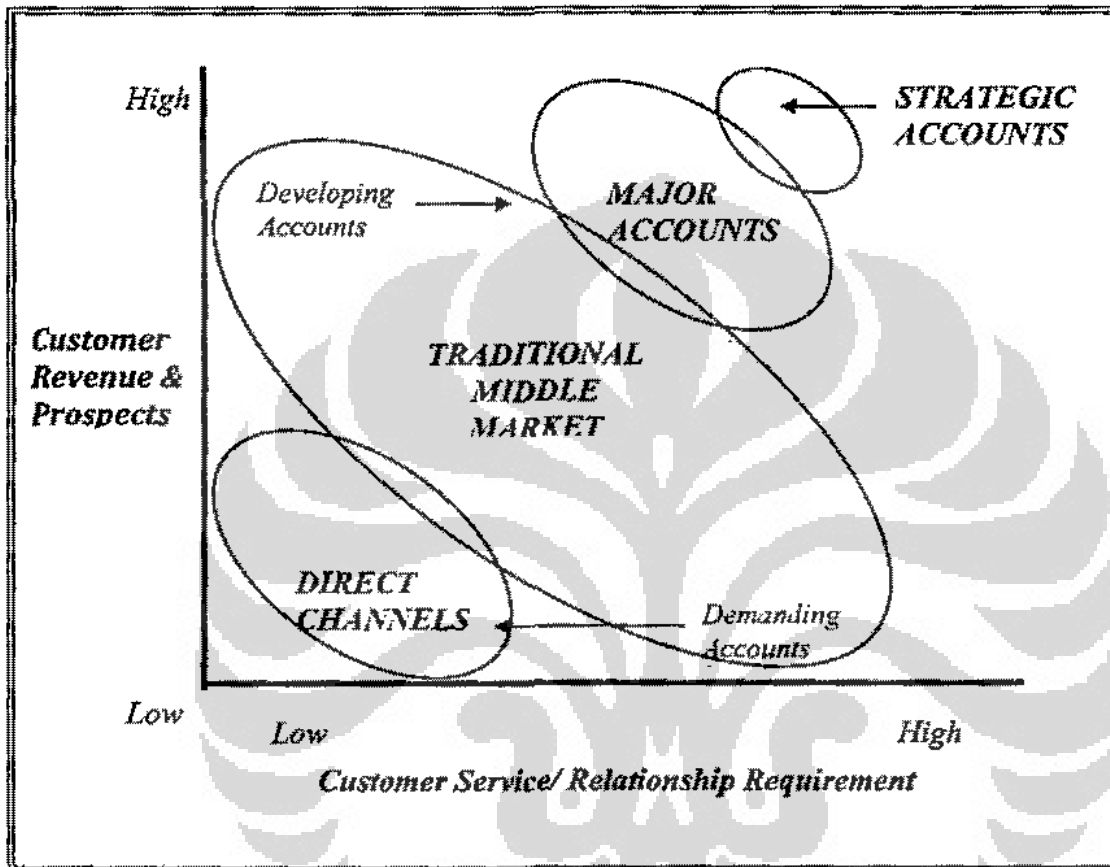 High
STRATEGIC
ACCOUNTS
Developing
Accounts
MAJOR
ACCOUNTS
Customer
Revenue &
Prospects
TRADITIONAL
MIDDLE
MARKET
DIRECT
CHANNELS
Demanding
Accounts
Low
Low
High
Customer Service/ Relationship Requirement